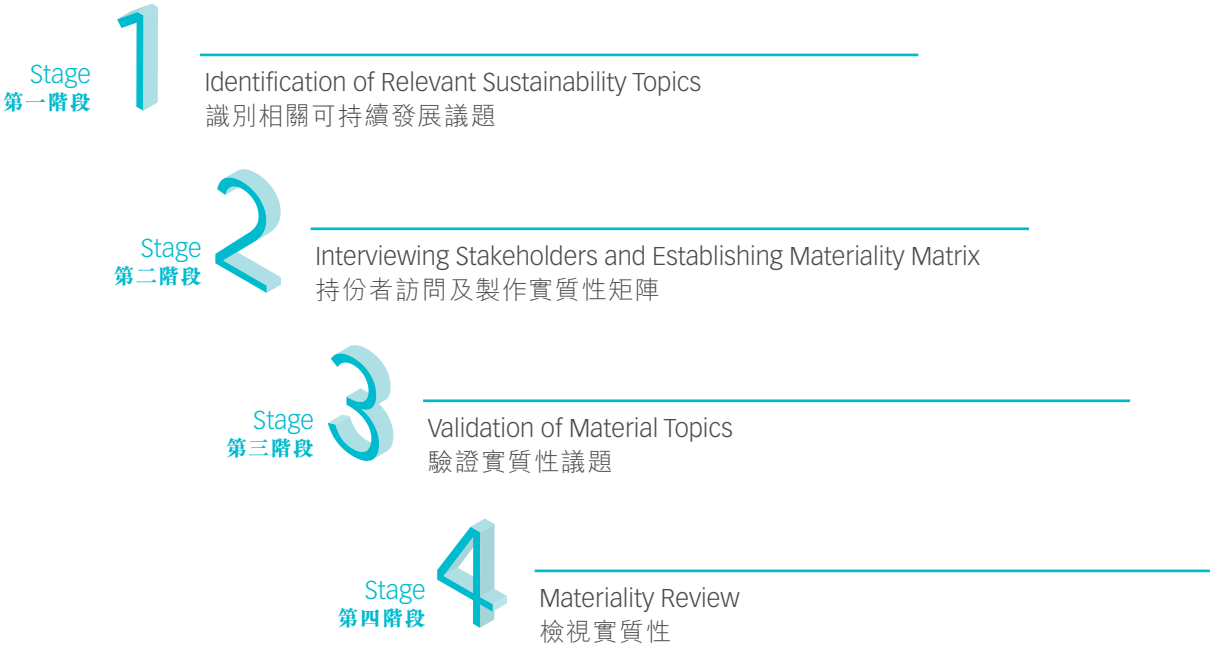 Stage
第一階段
1
Identification of Relevant Sustainability Topics
識別相關可持續發展議題
Stage
第二階段
2
Interviewing Stakeholders and Establishing Materiality Matrix
持份者訪問及製作實質性矩陣
Stage
第三階段
3
Validation of Material Topics
驗證實質性議題
Stage
第四階段
4
Materiality Review
檢視實質性